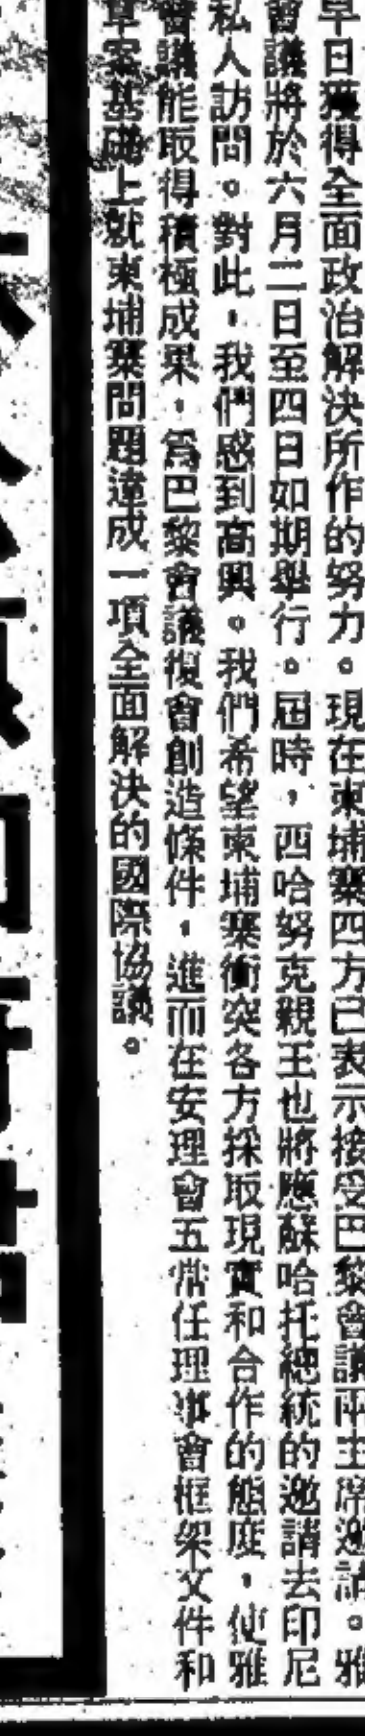 早日獲得全面政治解決所作的努力。現在柬埔寨四方已表示接受巴黎會議兩主席邀請。雅
會議將於六月二日至四日如期舉行。屆時，西哈努克親王也將應蘇哈托總統的邀請去印尼
私人訪問。對此，我們感到高興。我們希望柬埔寨衝突各方採取現實和合作的態度，使雅
會議能取得積極成果，為巴黎會議復會創造條件，進而在安理會五常任理事會框架文件和
草案基礎上就柬埔寨問題達成一項全面解決的國際協議。